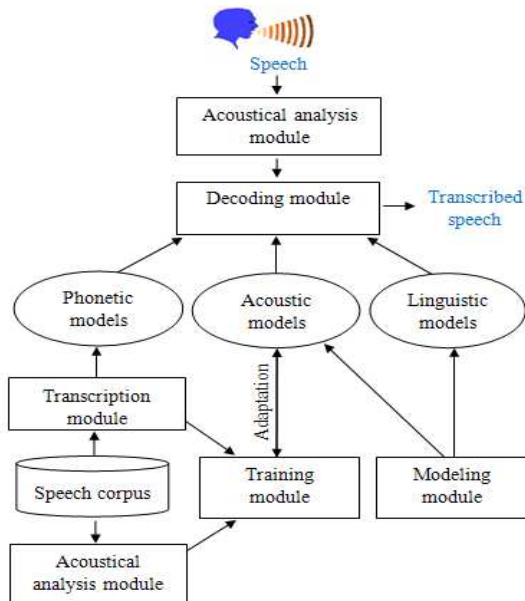 Speech
Acoustical analysis
module
Decoding module
Transcribed
speech
Phonetic
models
Acoustic
models
Linguistic
models
Transcription
module
Adaptation
Speech corpus
Training
module
Modeling
module
Acoustical
analysis module